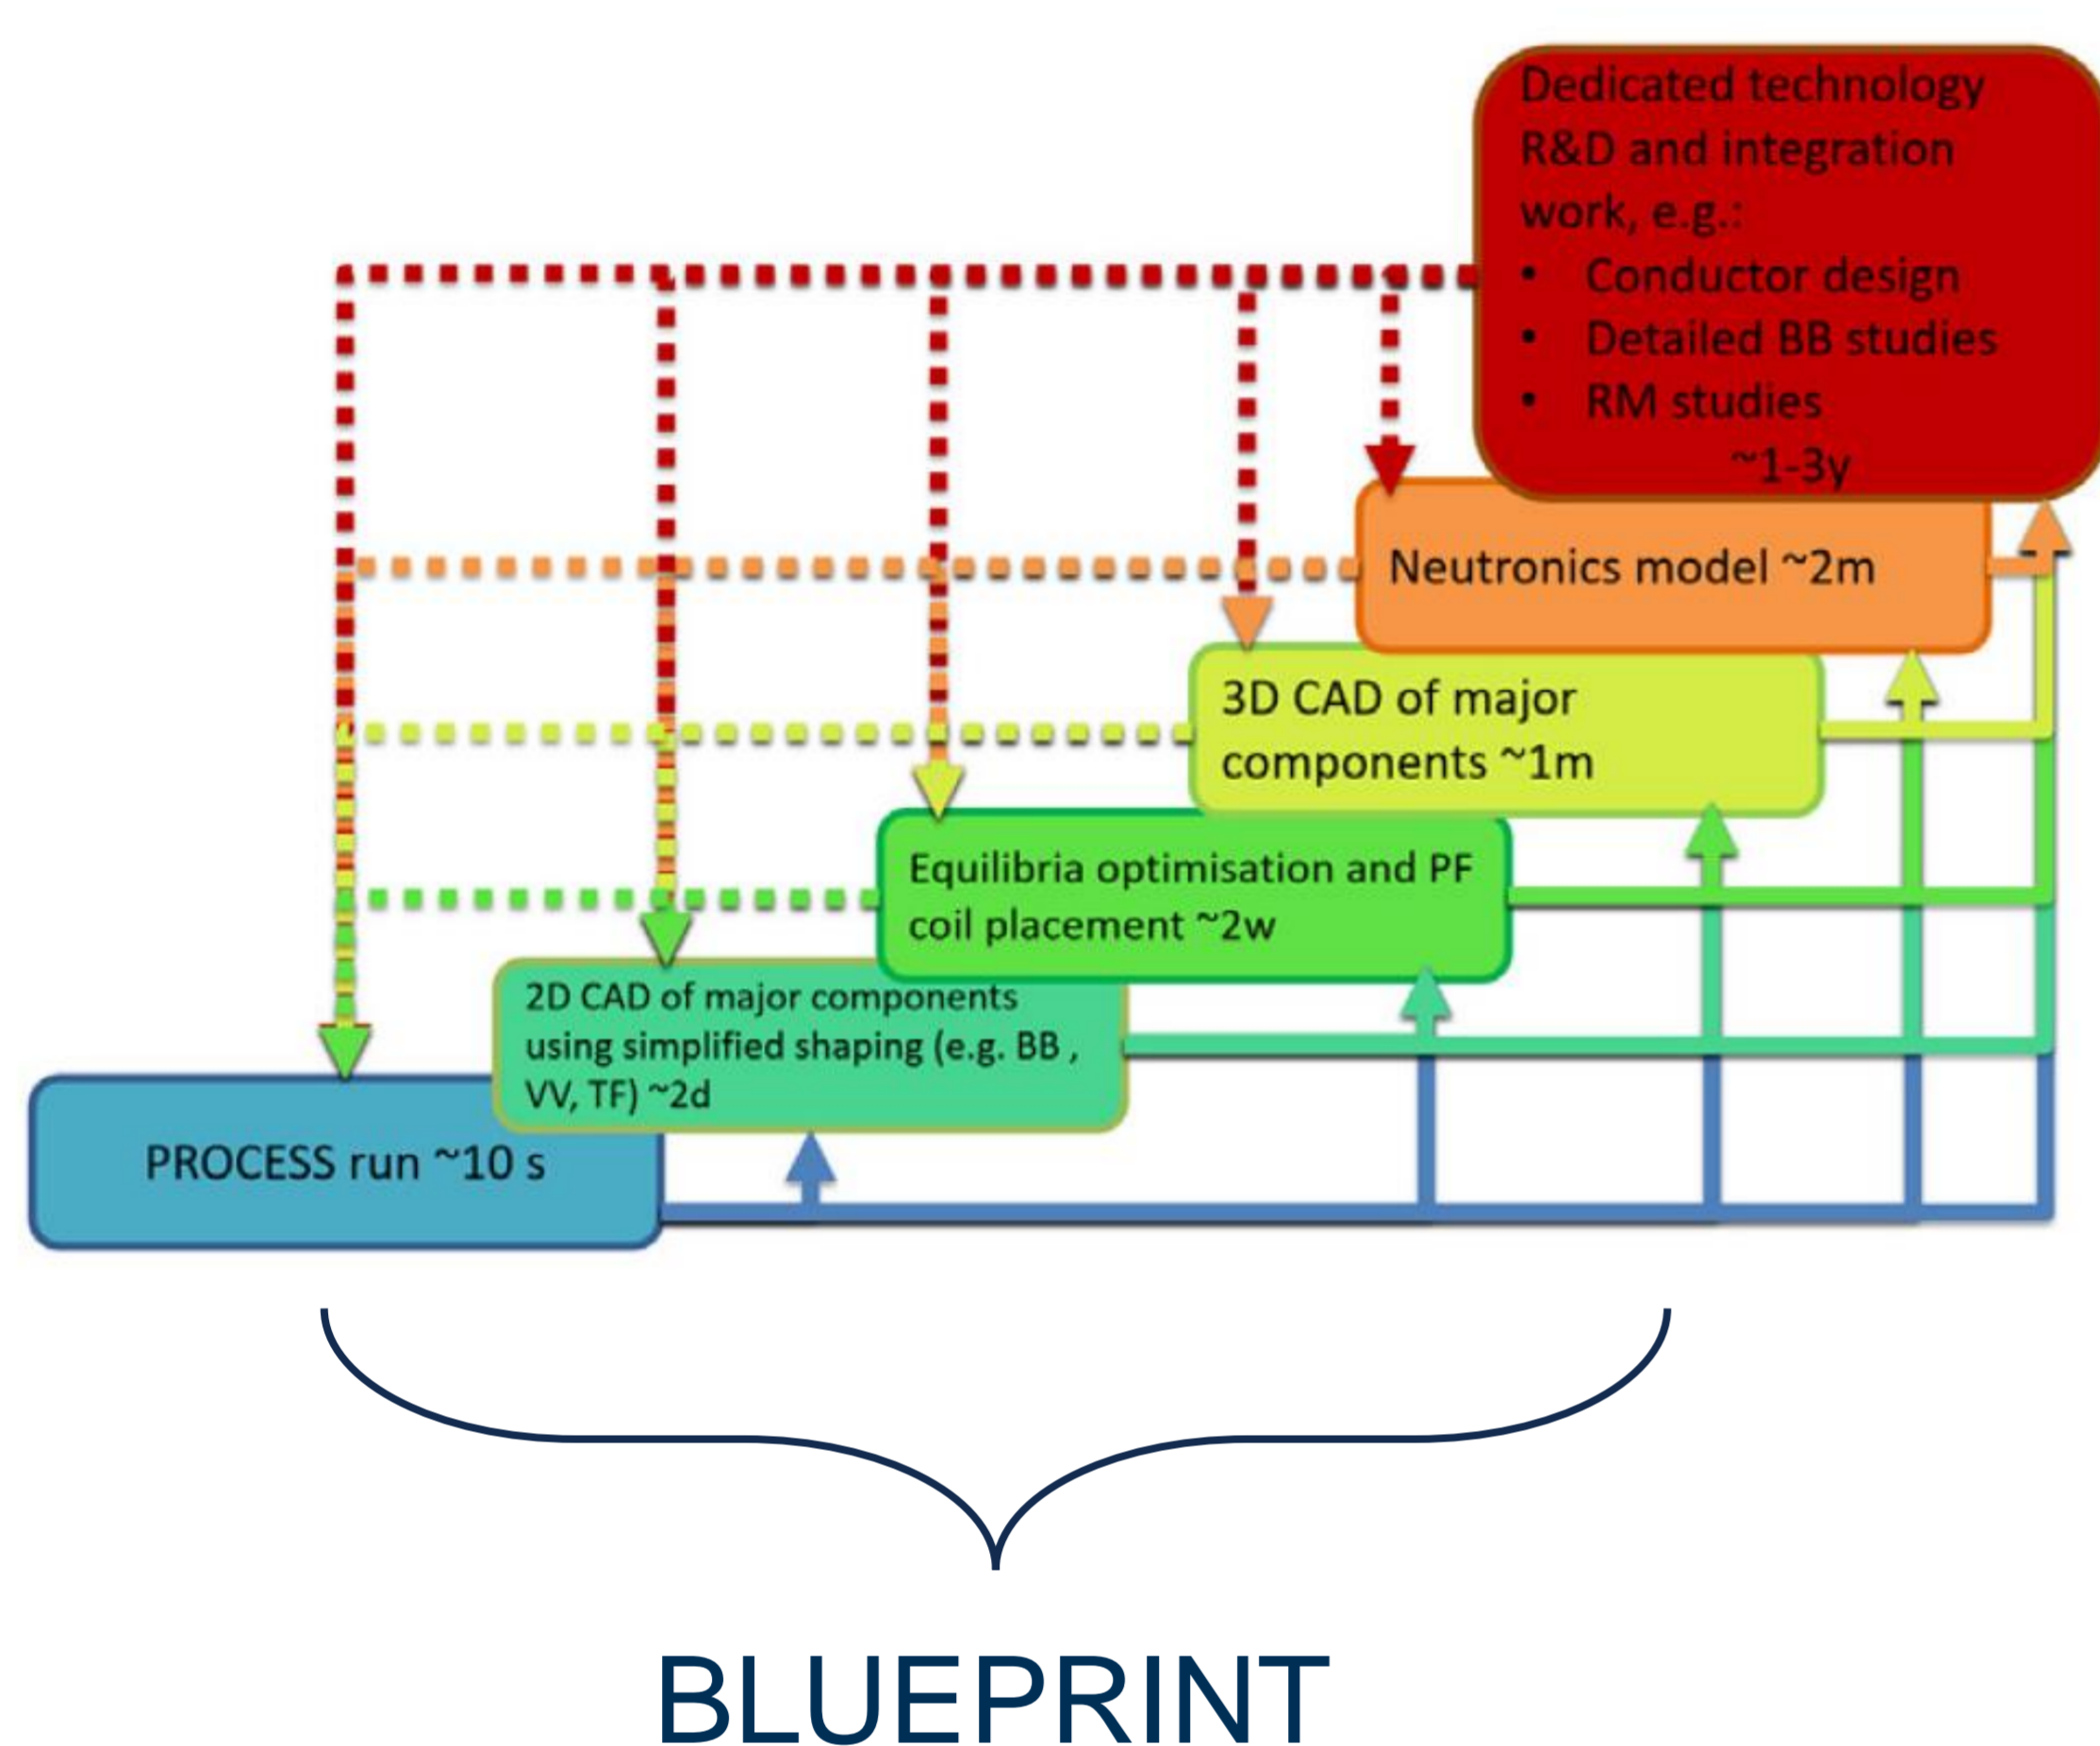 Dedicated technology
R&D and integration
work, e.g.:
• Conductor design
• Detailed BB studies
• RM studies
~1-3y
Neutronics model ~2m
3D CAD of major
components ~1m
Equilibria optimisation and PF
coil placement ~2w
2D CAD of major components
using simplified shaping (e.g. BB ,
VV, TF) ~2d
PROCESS run ~10 s
BLUEPRINT